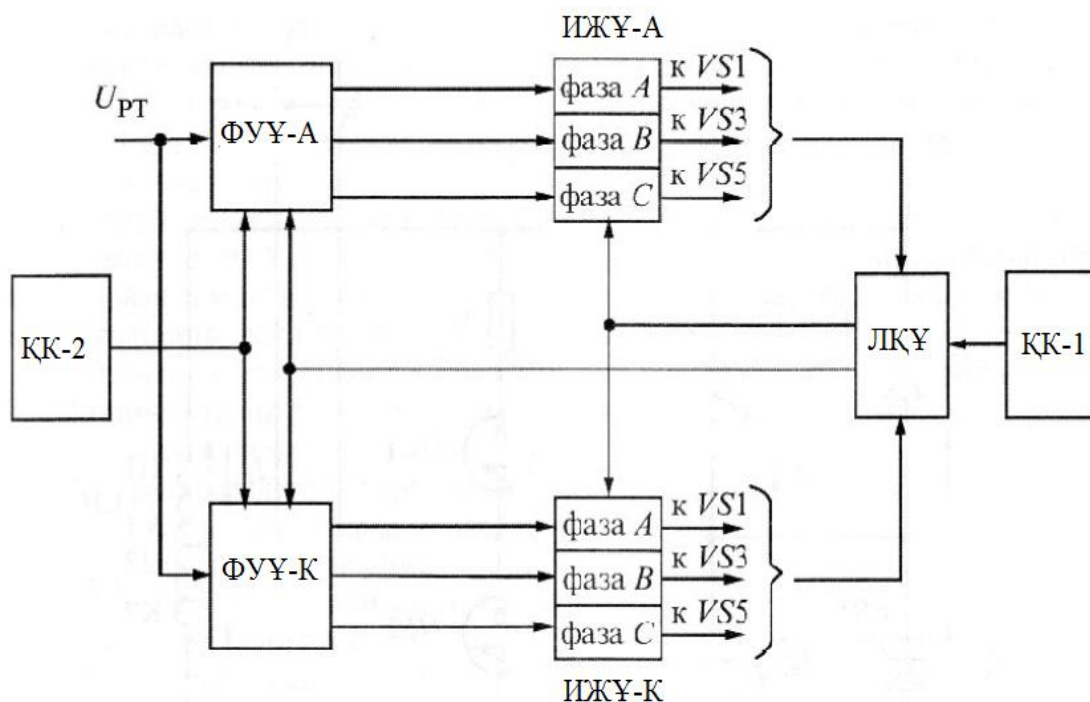 ИЖҰ-А
U_РТ
ФУҰ-А
фаза A
фаза B
фаза C
к VS1
к VS3
к VS5
ҚК-2
ЛҚҰ
ҚК-1
ФУҰ-К
фаза A
фаза B
фаза C
к VS1
к VS3
к VS5
ИЖҰ-К